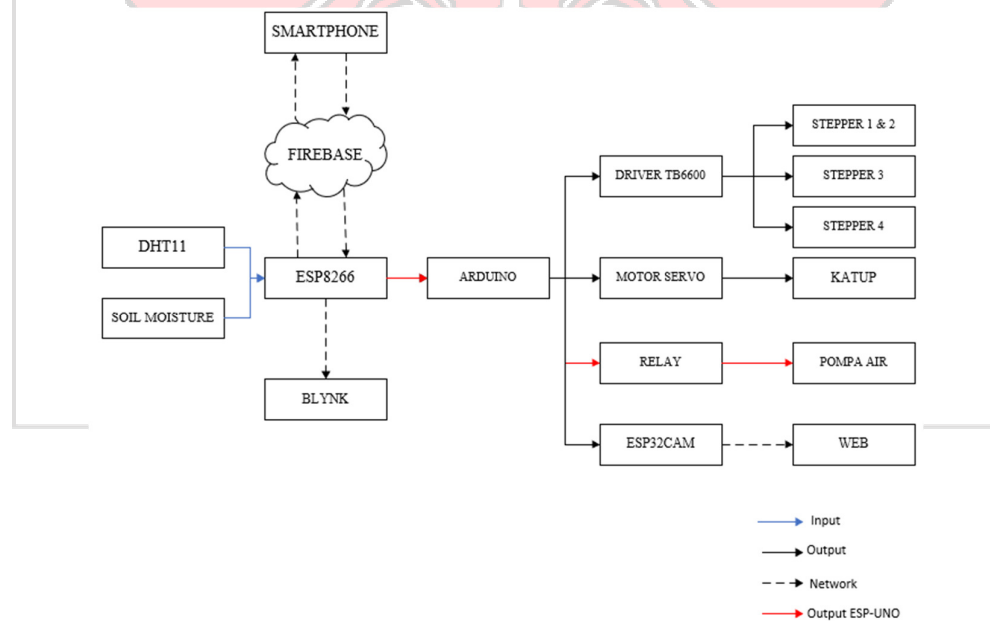 SMARTPHONE
FIREBASE
DHT11
SOIL MOISTURE
ESP8266
BLYNK
ARDUINO
DRIVER TB6600
STEPPER 1 & 2
STEPPER 3
STEPPER 4
MOTOR SERVO
KATUP
RELAY
POMPA AIR
ESP32CAM
WEB
Input
Output
Network
Output ESP-UNO